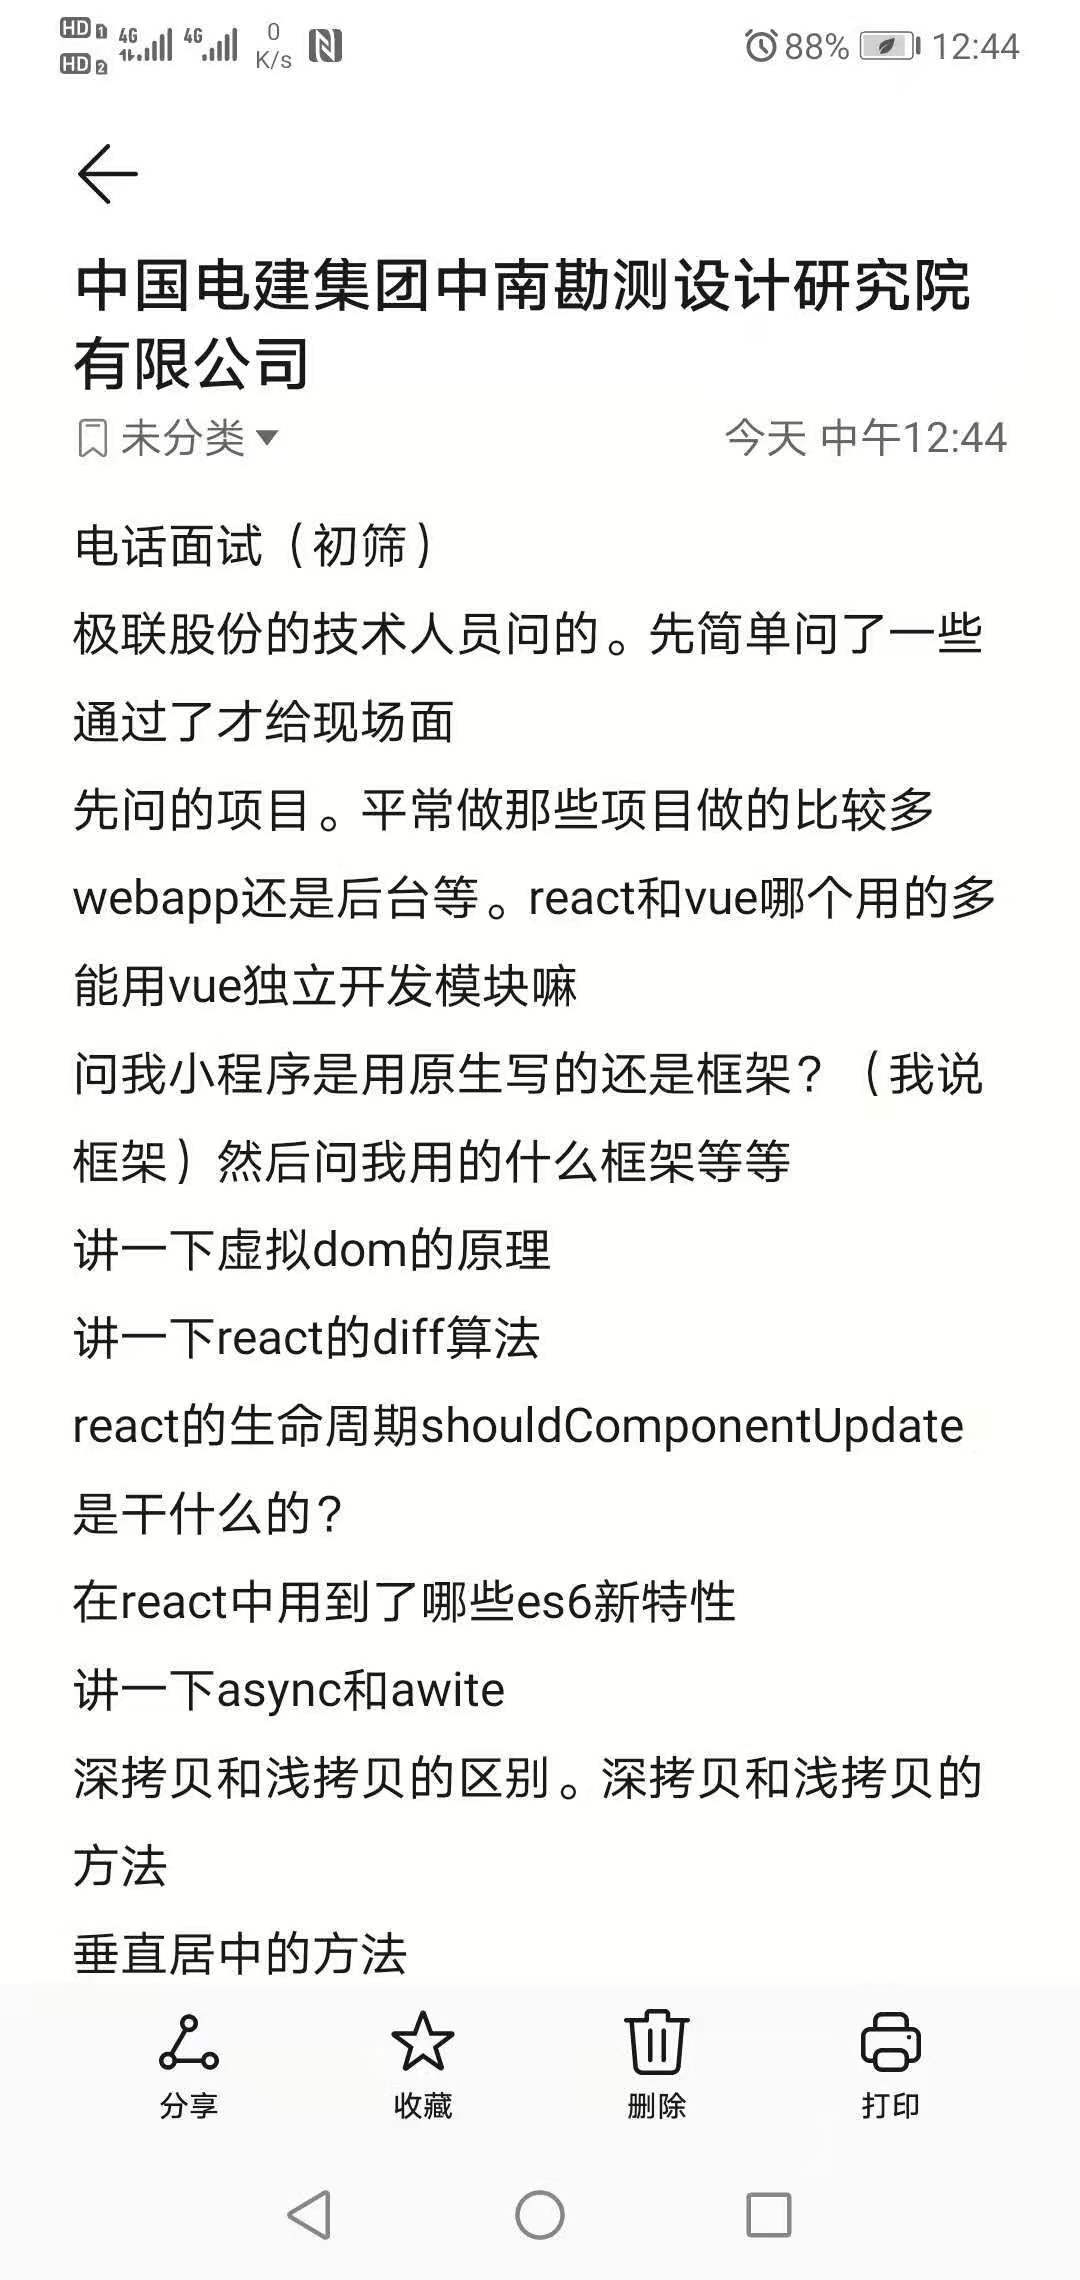 HD 1 4G 4G 0 K/s 88% 12:44
HD 2
中国电建集团中南勘测设计研究院
有限公司
未分类 今天 中午12:44
电话面试（初筛）
极联股份的技术人员问的。先简单问了一些
通过了才给现场面
先问的项目。平常做那些项目做的比较多
webapp还是后台等。react和vue哪个用的多
能用vue独立开发模块嘛
问我小程序是用原生写的还是框架？（我说
框架）然后问我用的什么框架等等
讲一下虚拟dom的原理
讲一下react的diff算法
react的生命周期shouldComponentUpdate
是干什么的？
在react中用到了哪些es6新特性
讲一下async和awite
深拷贝和浅拷贝的区别。深拷贝和浅拷贝的
方法
垂直居中的方法
分享 收藏 删除 打印